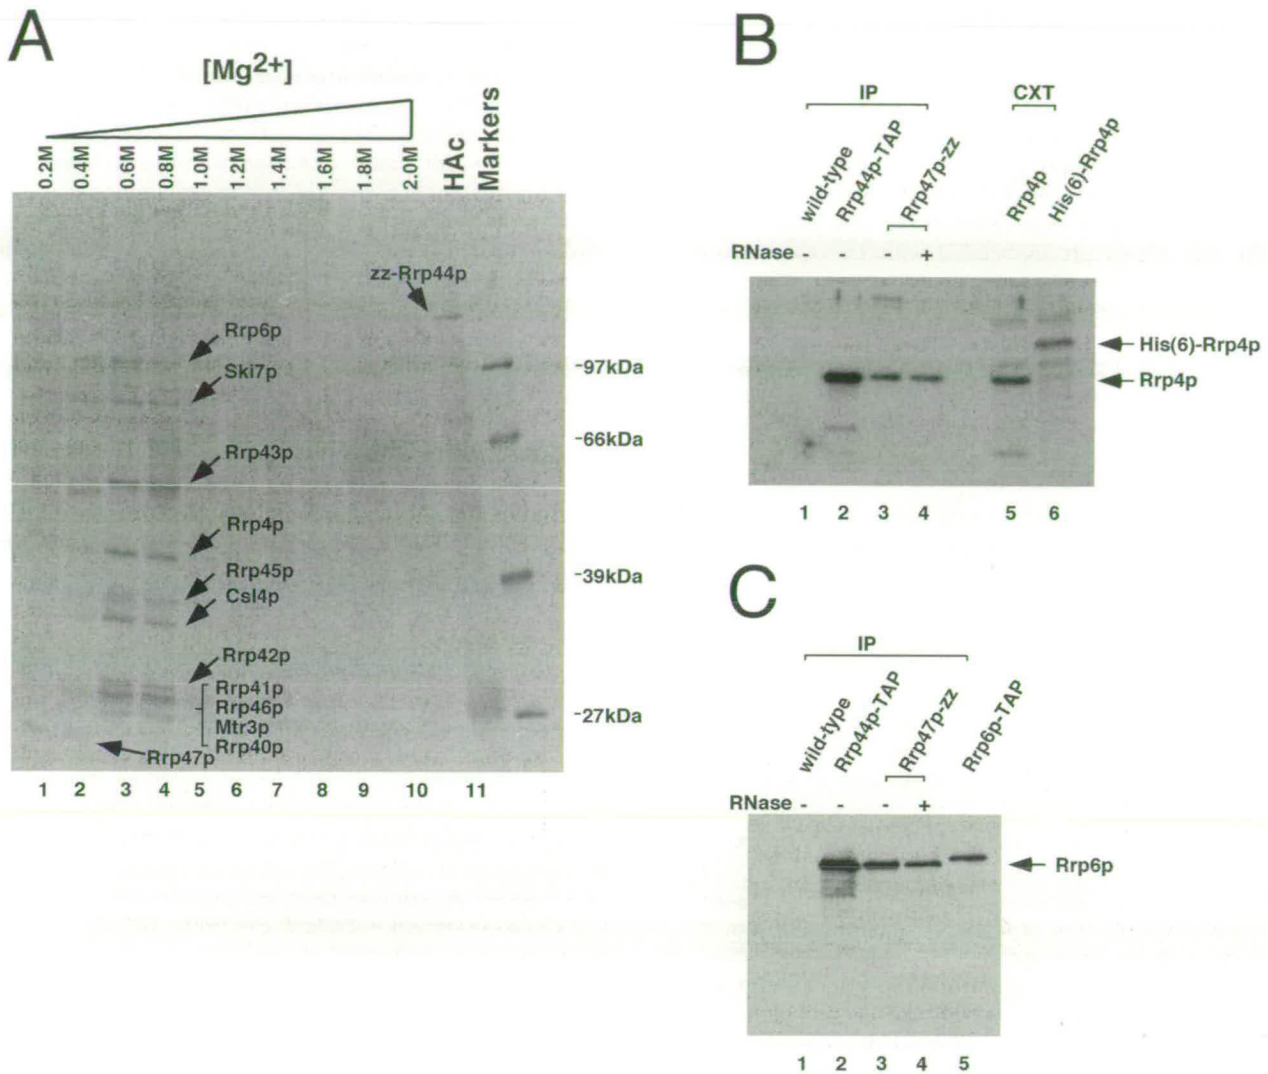 A
[Mg2+]
0.2M 0.4M 0.6M 0.8M 1.0M 1.2M 1.4M 1.6M 1.8M 2.0M HAc Markers
zz-Rrp44p
Rrp6p
Ski7p
Rrp43p
Rrp4p
Rrp45p
Csl4p
Rrp42p
Rrp41p
Rrp46p
Mtr3p
Rrp40p
Rrp47p
-97kDa
-66kDa
-39kDa
-27kDa
1 2 3 4 5 6 7 8 9 10 11
B
IP CXT
wild-type Rrp44p-TAP Rrp47p-zz Rrp4p His(6)-Rrp4p
RNase - - - +
His(6)-Rrp4p
Rrp4p
1 2 3 4 5 6
C
IP
wild-type Rrp44p-TAP Rrp47p-zz Rrp6p-TAP
RNase - - - +
Rrp6p
1 2 3 4 5